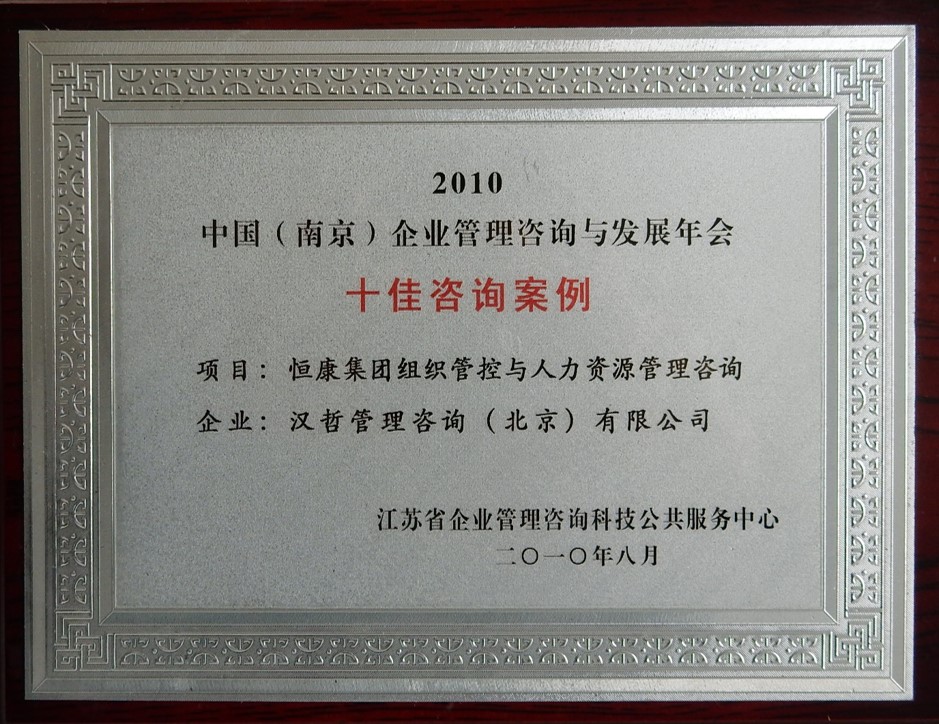 2010
中国（南京）企业管理咨询与发展年会
十佳咨询案例
项目：恒康集团组织管控与人力资源管理咨询
企业：汉哲管理咨询（北京）有限公司
江苏省企业管理咨询科技公共服务中心
二〇一〇年八月